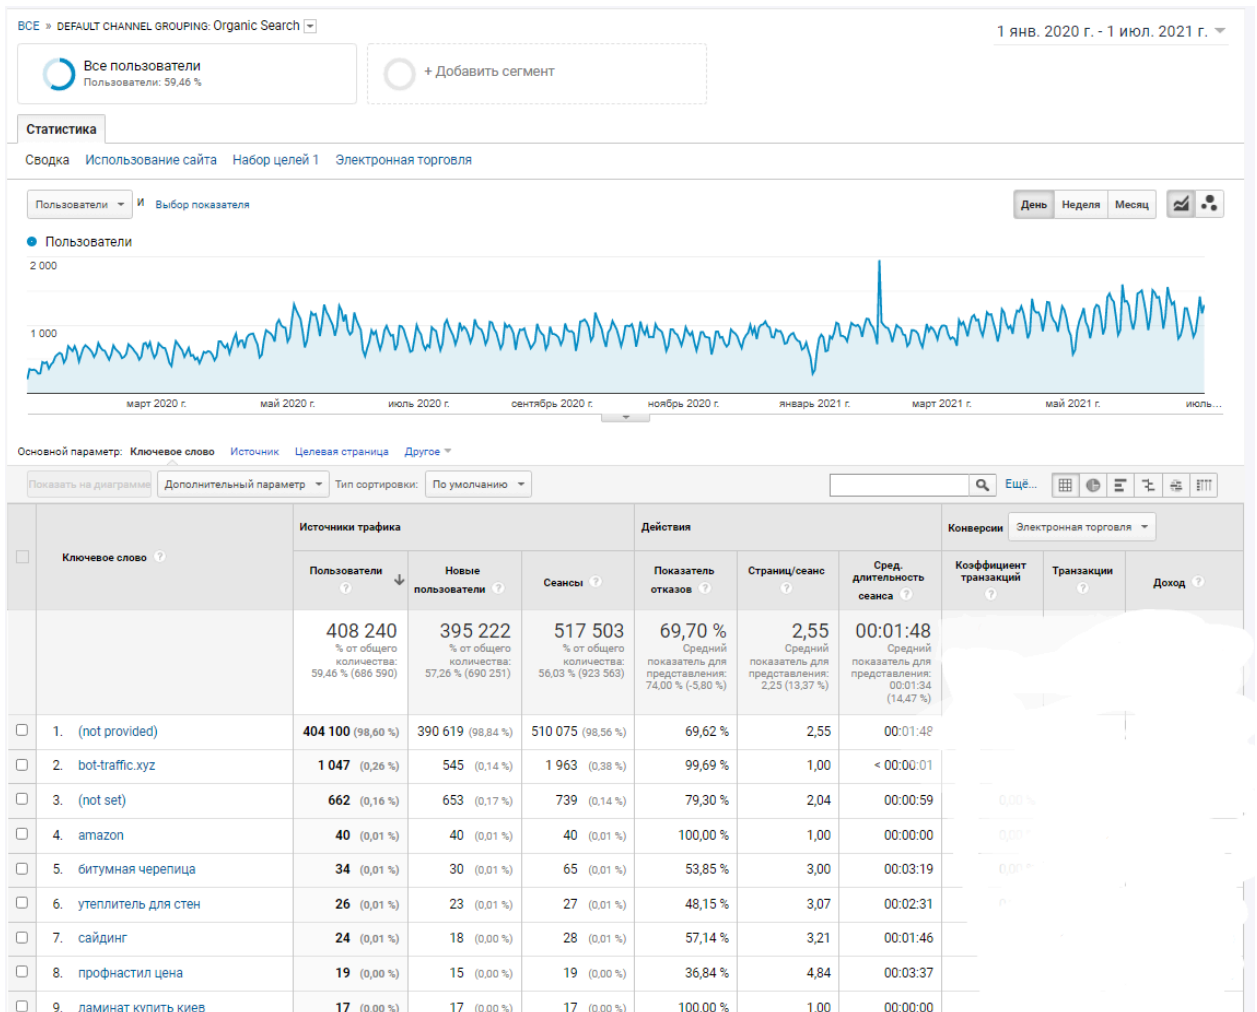 ВСЕ » DEFAULT CHANNEL GROUPING: Organic Search
1 янв. 2020 г. - 1 июл. 2021 г.
Все пользователи
Пользователи: 59,46 %
+ Добавить сегмент
Статистика
Сводка Использование сайта Набор целей 1 Электронная торговля
Пользователи И Выбор показателя
День Неделя Месяц
Пользователи
2 000
1 000
март 2020 г. май 2020 г. июль 2020 г. сентябрь 2020 г. ноябрь 2020 г. январь 2021 г. март 2021 г. май 2021 г. июль...
Основной параметр: Ключевое слово Источник Целевая страница Другое
Показать на диаграмме Дополнительный параметр Тип сортировки: По умолчанию Ещё...
Источники трафика Действия Конверсии Электронная торговля
Ключевое слово ? Пользователи ? Новые пользователи ? Сеансы ? Показатель отказов ? Страниц/сеанс ? Сред. длительность сеанса ? Коэффициент транзакций ? Транзакции ? Доход ?
408 240 395 222 517 503 69,70 % 2,55 00:01:48
% от общего количества: 59,46 % (686 590) % от общего количества: 57,26 % (690 251) % от общего количества: 56,03 % (923 563) Средний показатель для представления: 74,00 % (-5,80 %) Средний показатель для представления: 2,25 (13,37 %) Средний показатель для представления: 00:01:34 (14,47 %)
1. (not provided) 404 100 (98,60 %) 390 619 (98,84 %) 510 075 (98,56 %) 69,62 % 2,55 00:01:48
2. bot-traffic.xyz 1 047 (0,26 %) 545 (0,14 %) 1 963 (0,38 %) 99,69 % 1,00 < 00:00:01
3. (not set) 662 (0,16 %) 653 (0,17 %) 739 (0,14 %) 79,30 % 2,04 00:00:59 0,00 %
4. amazon 40 (0,01 %) 40 (0,01 %) 40 (0,01 %) 100,00 % 1,00 00:00:00 0,00
5. битумная черепица 34 (0,01 %) 30 (0,01 %) 65 (0,01 %) 53,85 % 3,00 00:03:19 0,00
6. утеплитель для стен 26 (0,01 %) 23 (0,01 %) 27 (0,01 %) 48,15 % 3,07 00:02:31
7. сайдинг 24 (0,01 %) 18 (0,00 %) 28 (0,01 %) 57,14 % 3,21 00:01:46
8. профнастил цена 19 (0,00 %) 15 (0,00 %) 19 (0,00 %) 36,84 % 4,84 00:03:37
9. ламинат купить киев 17 (0,00 %) 17 (0,00 %) 17 (0,00 %) 100,00 % 1,00 00:00:00